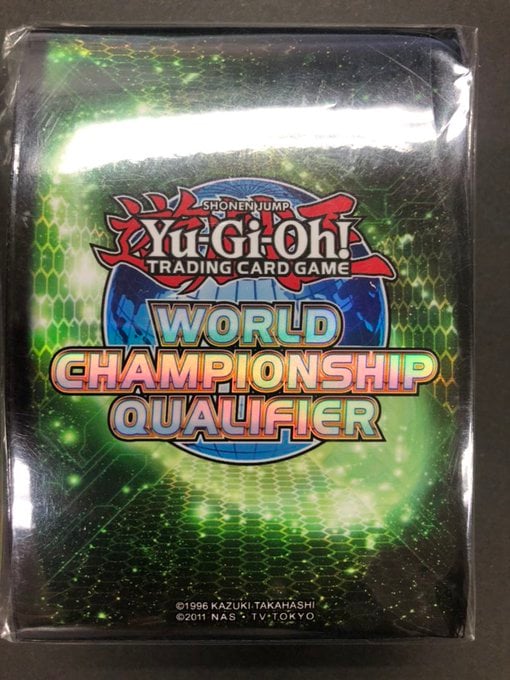 SHONEN JUMP
Yu-Gi-Oh!
TRADING CARD GAME
WORLD
CHAMPIONSHIP
QUALIFIER
©1996 KAZUKI TAKAHASHI
©2011 NAS • TV TOKYO